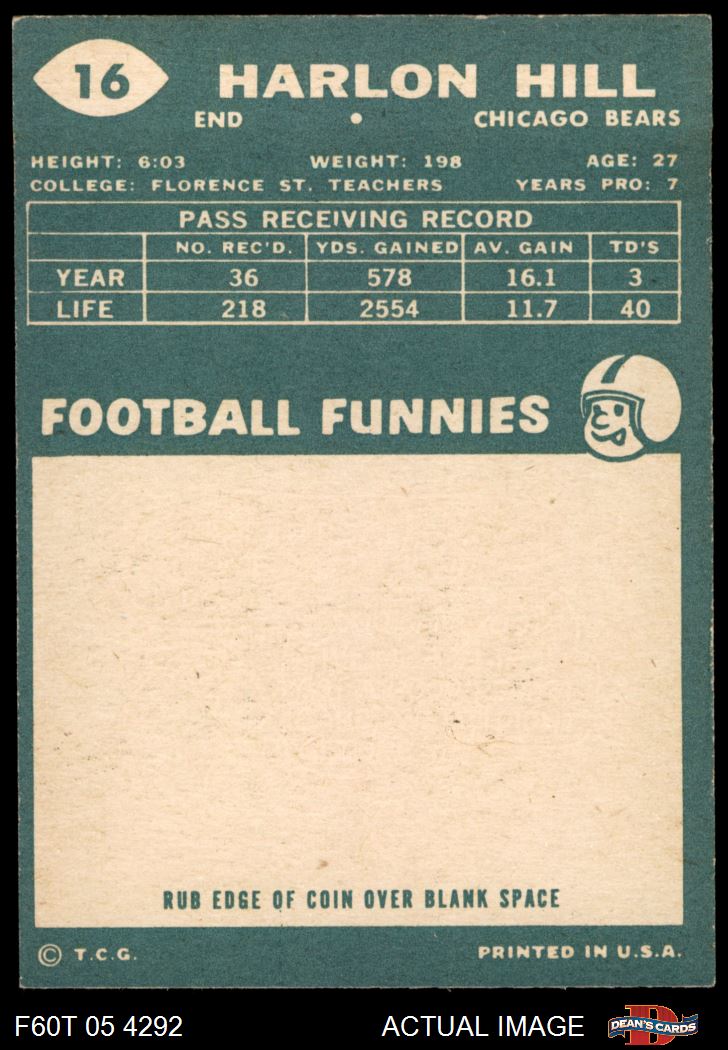 16
HARLON HILL
END • CHICAGO BEARS
HEIGHT: 6:03 WEIGHT: 198 AGE: 27
COLLEGE: FLORENCE ST. TEACHERS YEARS PRO: 7
PASS RECEIVING RECORD
NO. REC'D. YDS. GAINED AV. GAIN TD'S
YEAR 36 578 16.1 3
LIFE 218 2554 11.7 40
FOOTBALL FUNNIES
RUB EDGE OF COIN OVER BLANK SPACE
© T.C.G. PRINTED IN U.S.A.
F60T 05 4292 ACTUAL IMAGE D DEAN'S CARDS